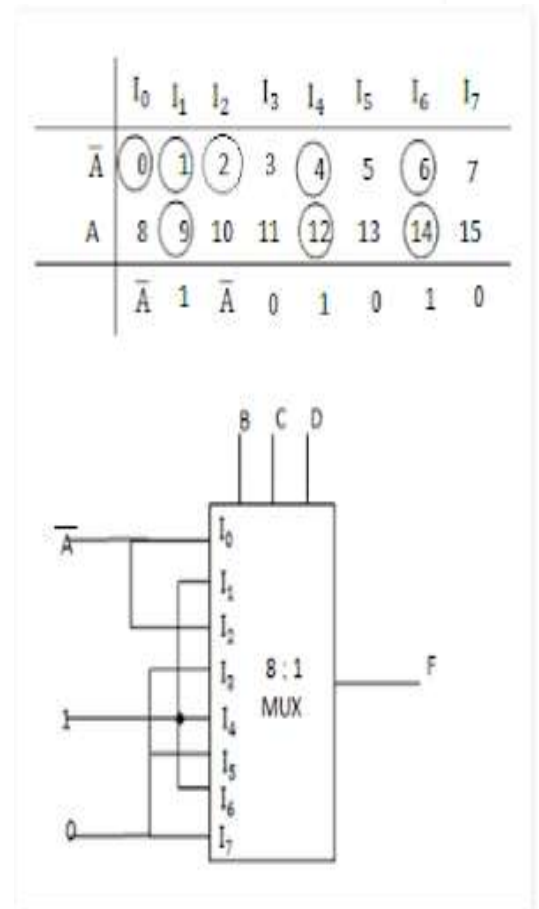 I₀ I₁ I₂ I₃ I₄ I₅ I₆ I₇
A̅ 0 1 2 3 4 5 6 7
A 8 9 10 11 12 13 14 15
A̅ 1 A̅ 0 1 0 1 0
B C D
A̅
I₀
I₁
I₂
I₃
8 : 1
F
MUX
1
I₄
I₅
I₆
0
I₇